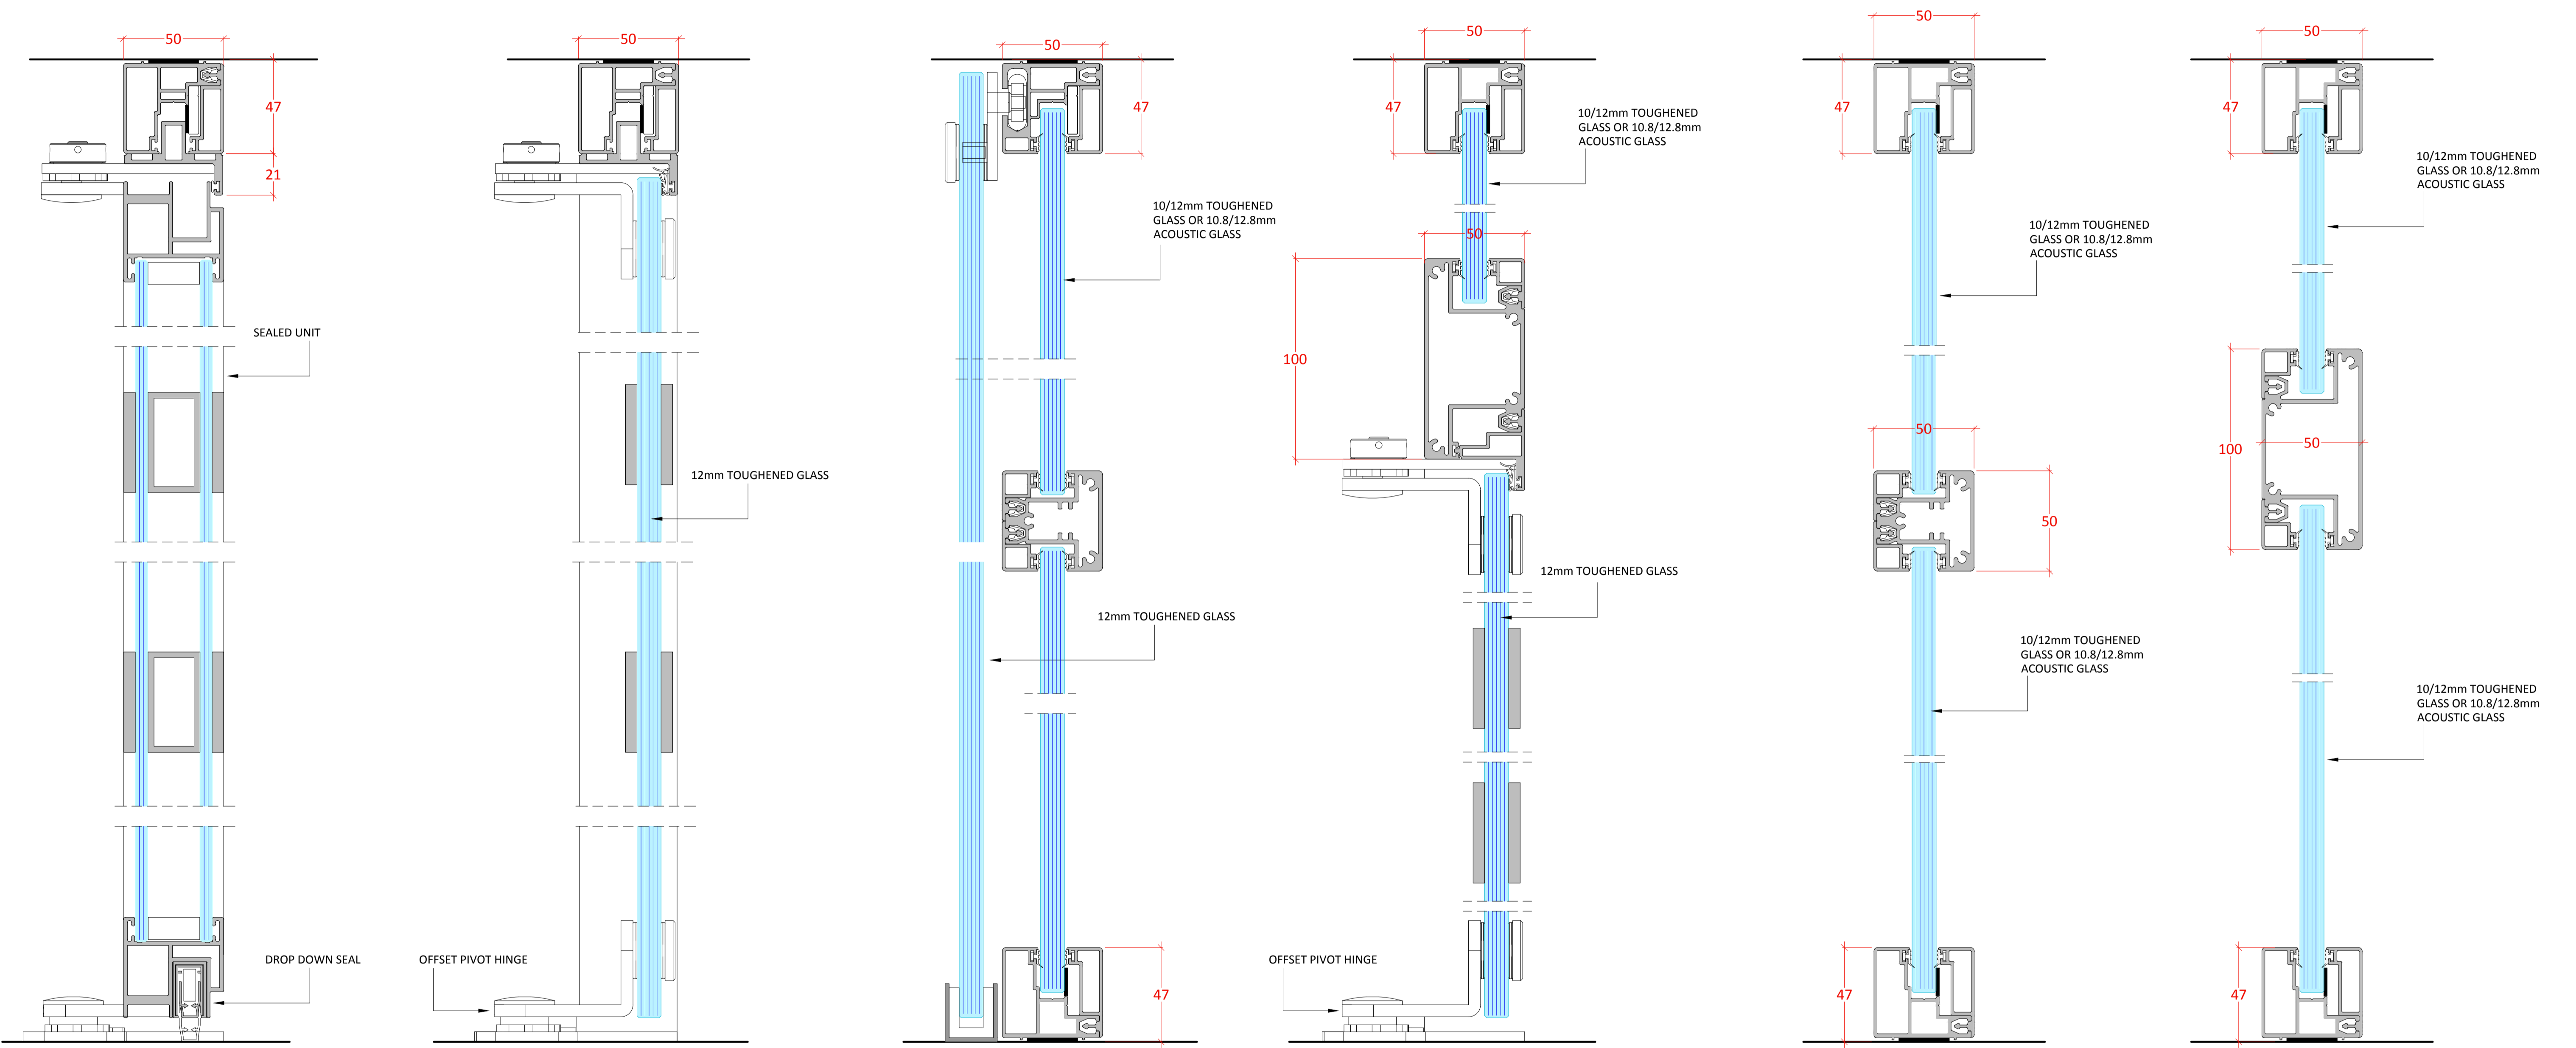 50
47
21
SEALED UNIT
DROP DOWN SEAL
50
12mm TOUGHENED GLASS
OFFSET PIVOT HINGE
50
47
10/12mm TOUGHENED
GLASS OR 10.8/12.8mm
ACOUSTIC GLASS
12mm TOUGHENED GLASS
47
50
47
10/12mm TOUGHENED
GLASS OR 10.8/12.8mm
ACOUSTIC GLASS
50
100
12mm TOUGHENED GLASS
OFFSET PIVOT HINGE
50
47
10/12mm TOUGHENED
GLASS OR 10.8/12.8mm
ACOUSTIC GLASS
50
50
10/12mm TOUGHENED
GLASS OR 10.8/12.8mm
ACOUSTIC GLASS
47
50
47
10/12mm TOUGHENED
GLASS OR 10.8/12.8mm
ACOUSTIC GLASS
100
50
10/12mm TOUGHENED
GLASS OR 10.8/12.8mm
ACOUSTIC GLASS
47